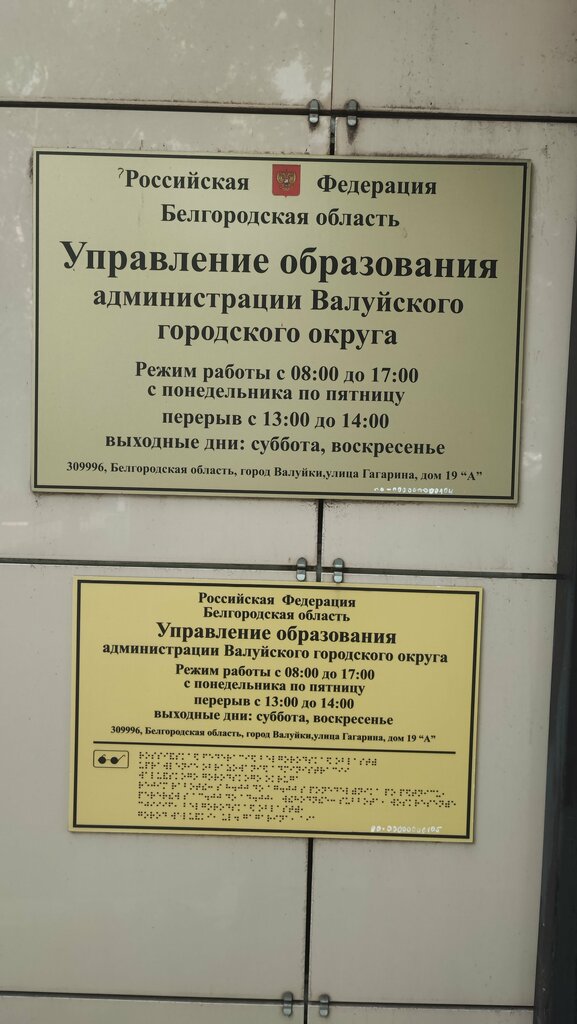 Российская Федерация
Белгородская область
Управление образования
администрации Валуйского
городского округа
Режим работы с 08:00 до 17:00
с понедельника по пятницу
перерыв с 13:00 до 14:00
выходные дни: суббота, воскресенье
309996, Белгородская область, город Валуйки,улица Гагарина, дом 19 “А”
Российская Федерация
Белгородская область
Управление образования
администрации Валуйского городского округа
Режим работы с 08:00 до 17:00
с понедельника по пятницу
перерыв с 13:00 до 14:00
выходные дни: суббота, воскресенье
309996, Белгородская область, город Валуйки,улица Гагарина, дом 19 “А”